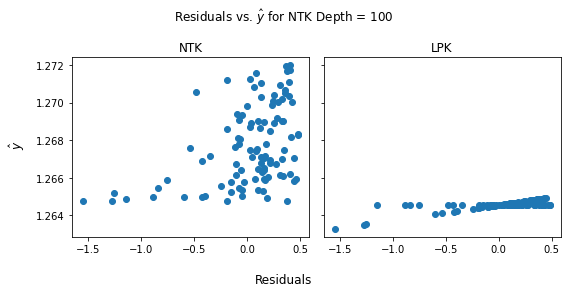 Residuals vs. ŷ for NTK Depth = 100
NTK
LPK
1.272
1.270
1.268
1.266
1.264
ŷ
−1.5 −1.0 −0.5 0.0 0.5
−1.5 −1.0 −0.5 0.0 0.5
Residuals